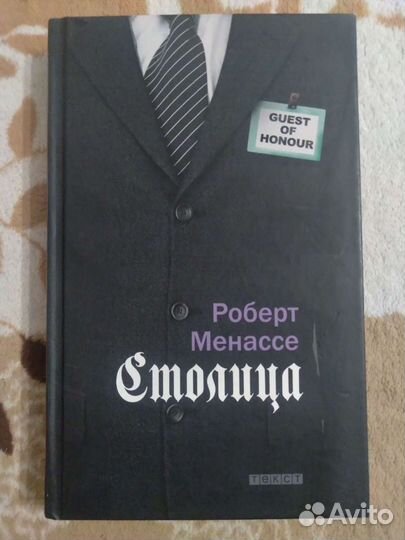 GUEST
OF
HONOUR
Роберт
Менассе
Столица
текст
Avito